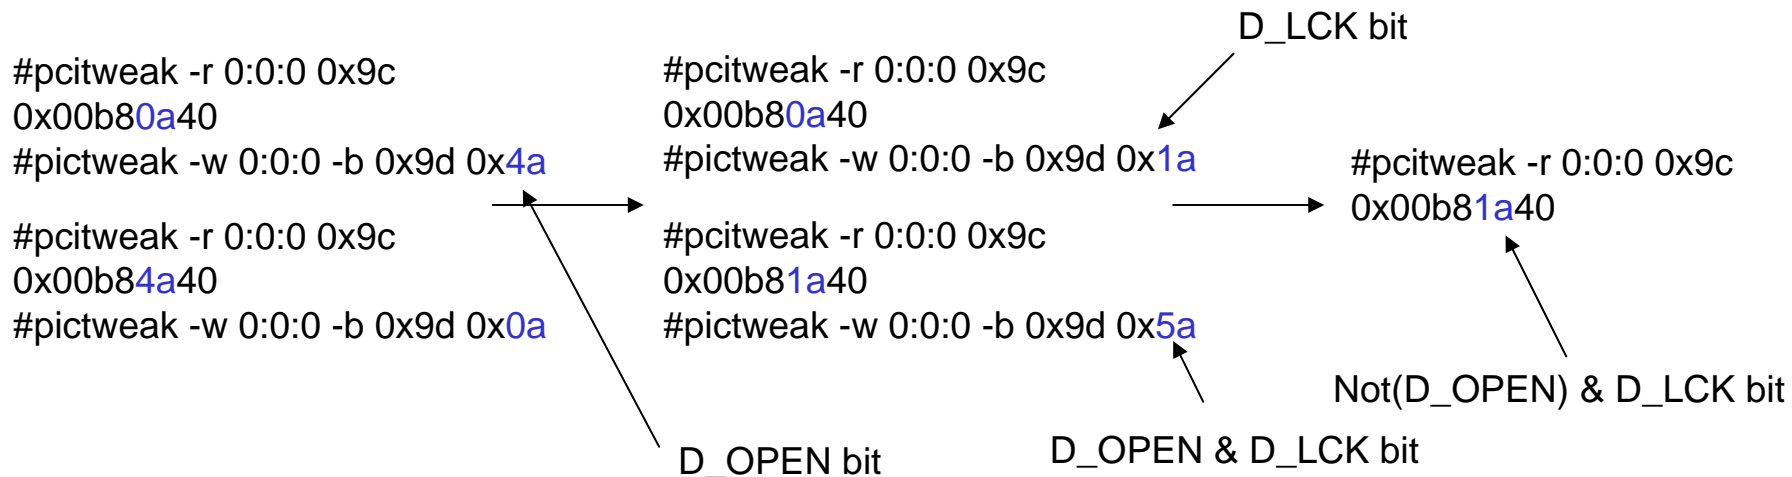 #pcitweak -r 0:0:0 0x9c
0x00b80a40
#pictweak -w 0:0:0 -b 0x9d 0x4a
#pcitweak -r 0:0:0 0x9c
0x00b84a40
#pictweak -w 0:0:0 -b 0x9d 0x0a
D_OPEN bit
D_LCK bit
#pcitweak -r 0:0:0 0x9c
0x00b80a40
#pictweak -w 0:0:0 -b 0x9d 0x1a
#pcitweak -r 0:0:0 0x9c
0x00b81a40
#pictweak -w 0:0:0 -b 0x9d 0x5a
D_OPEN & D_LCK bit
#pcitweak -r 0:0:0 0x9c
0x00b81a40
Not(D_OPEN) & D_LCK bit